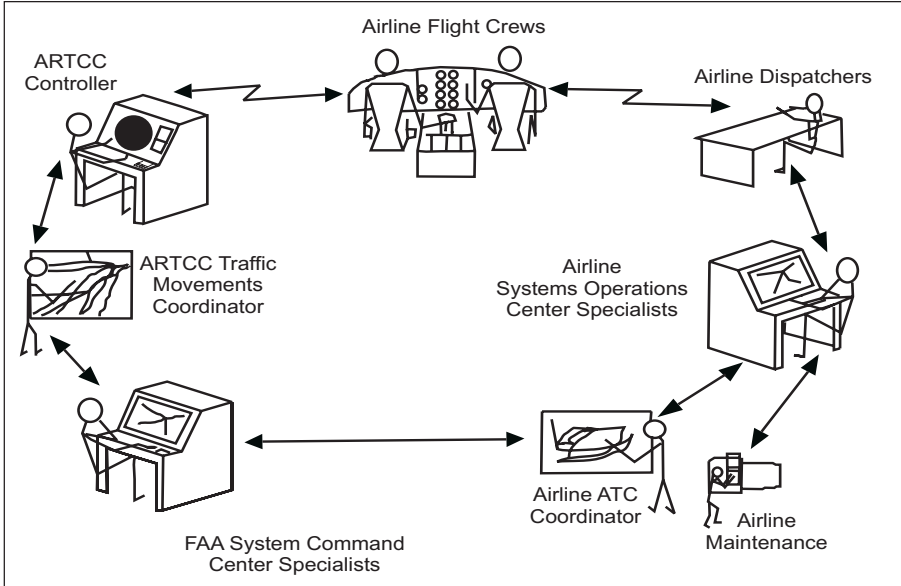 Airline Flight Crews
ARTCC
Controller
Airline Dispatchers
ARTCC Traffic
Movements
Coordinator
Airline
Systems Operations
Center Specialists
Airline ATC
Coordinator
Airline
Maintenance
FAA System Command
Center Specialists